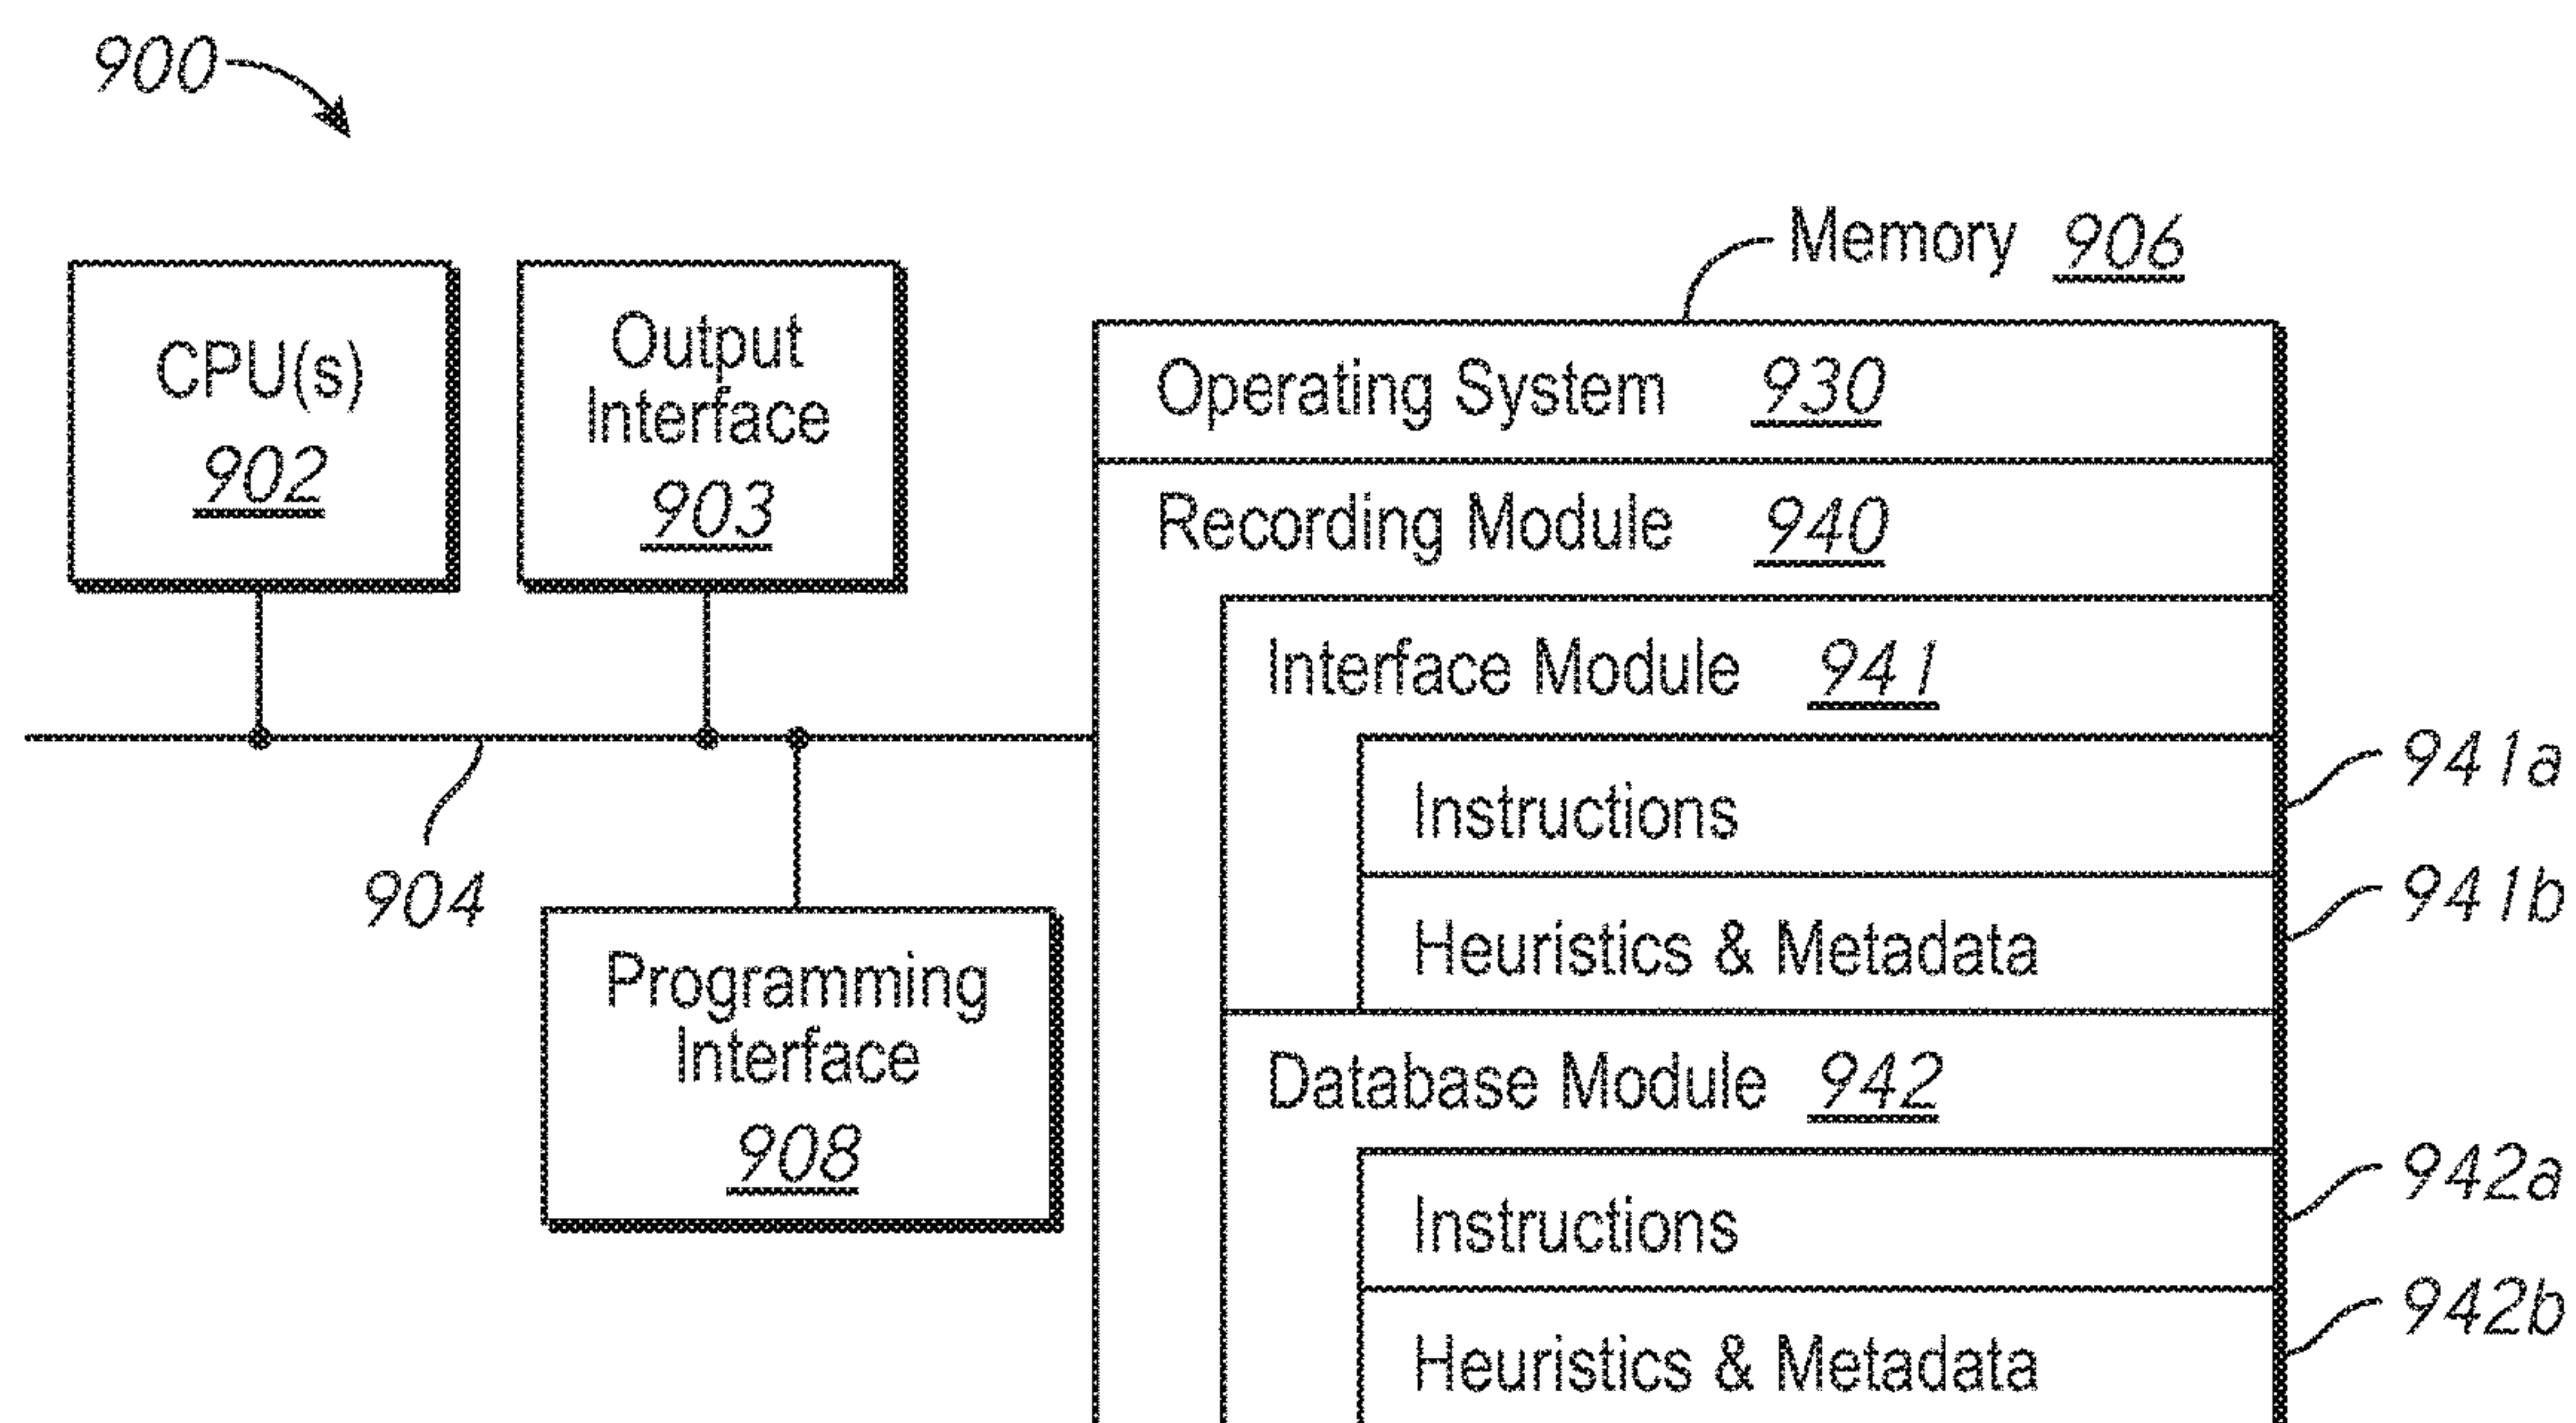 900
Memory 906
CPU(s)
902
Output
Interface
903
Operating System 930
Recording Module 940
Interface Module 941
941a
Instructions
941b
Heuristics & Metadata
904
Programming
Interface
908
Database Module 942
942a
Instructions
942b
Heuristics & Metadata